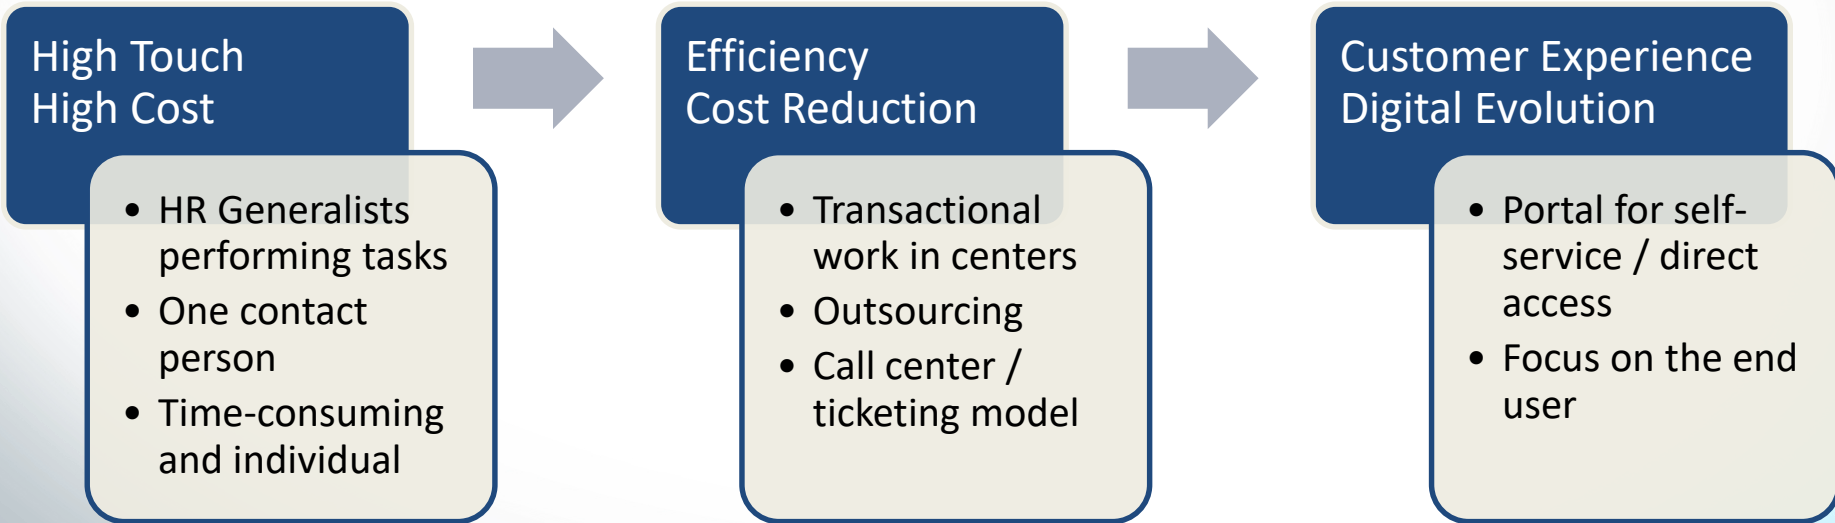 High Touch
High Cost
• HR Generalists
performing tasks
• One contact
person
• Time-consuming
and individual
Efficiency
Cost Reduction
• Transactional
work in centers
• Outsourcing
• Call center /
ticketing model
Customer Experience
Digital Evolution
• Portal for self-
service / direct
access
• Focus on the end
user